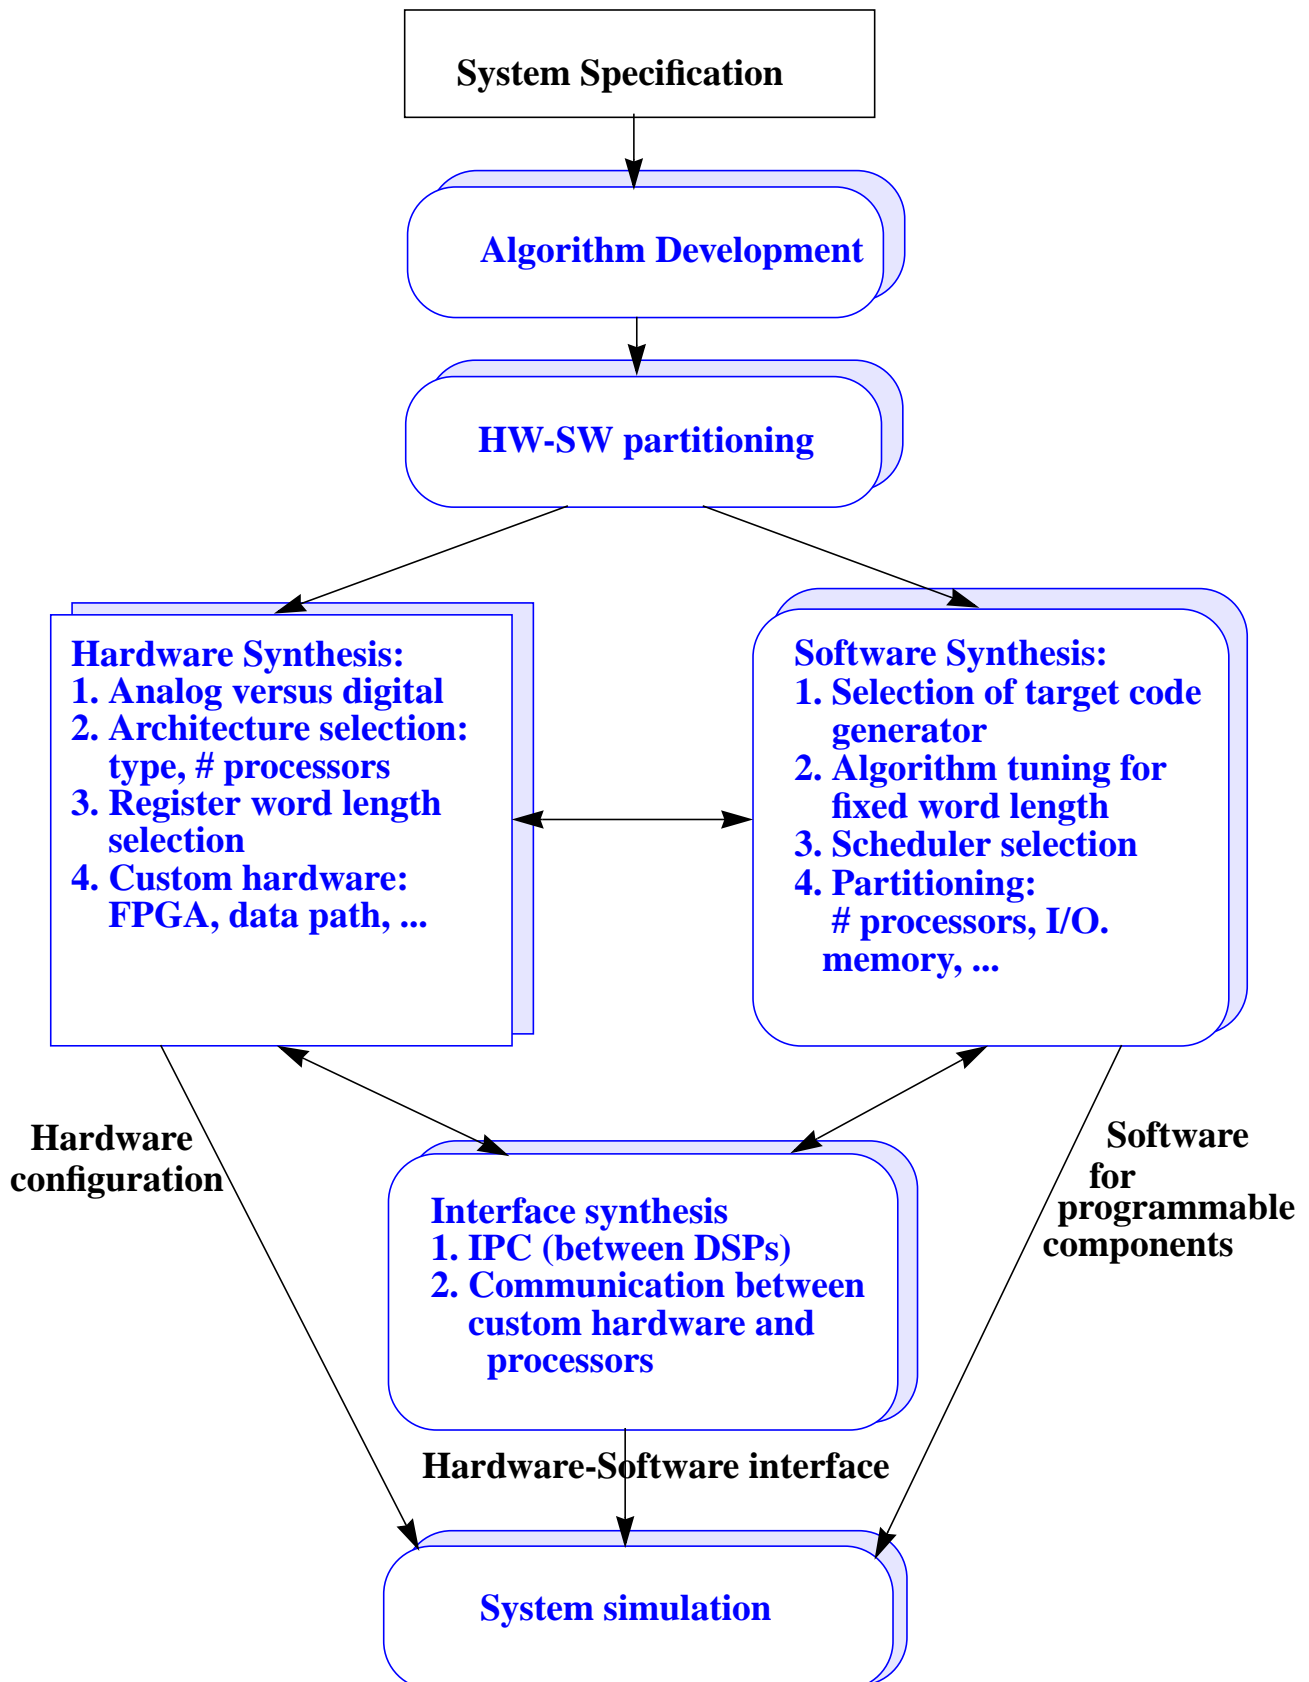 System Specification
Algorithm Development
HW-SW partitioning
Hardware Synthesis:
1. Analog versus digital
2. Architecture selection:
type, # processors
3. Register word length
selection
4. Custom hardware:
FPGA, data path, ...
Software Synthesis:
1. Selection of target code
generator
2. Algorithm tuning for
fixed word length
3. Scheduler selection
4. Partitioning:
# processors, I/O.
memory, ...
Hardware
configuration
Software
for
programmable
components
Interface synthesis
1. IPC (between DSPs)
2. Communication between
custom hardware and
processors
Hardware-Software interface
System simulation